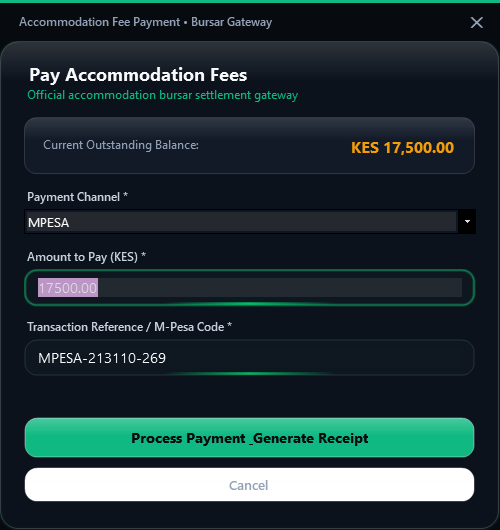 Accommodation Fee Payment • Bursar Gateway
Pay Accommodation Fees
Official accommodation bursar settlement gateway
Current Outstanding Balance: KES 17,500.00
Payment Channel *
MPESA
Amount to Pay (KES) *
17500.00
Transaction Reference / M-Pesa Code *
MPESA-213110-269
Process Payment _Generate Receipt
Cancel